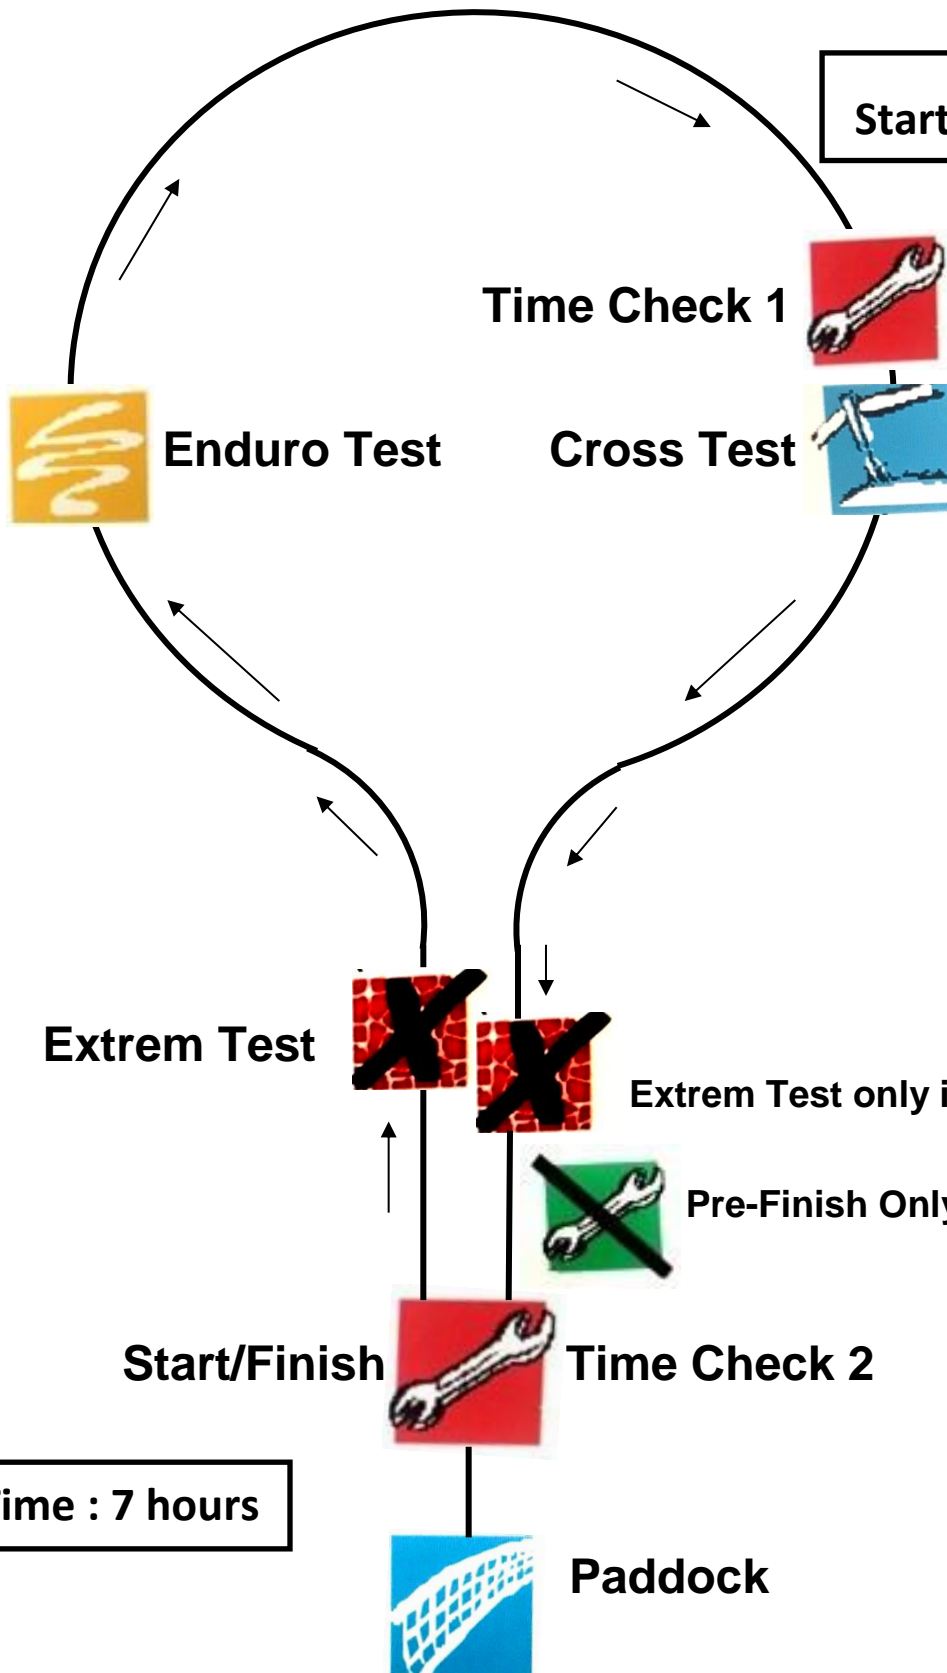 Start
Time Check 1
Enduro Test
Cross Test
Extrem Test
Extrem Test only
Pre-Finish Only
Start/Finish
Time Check 2
Time : 7 hours
Paddock